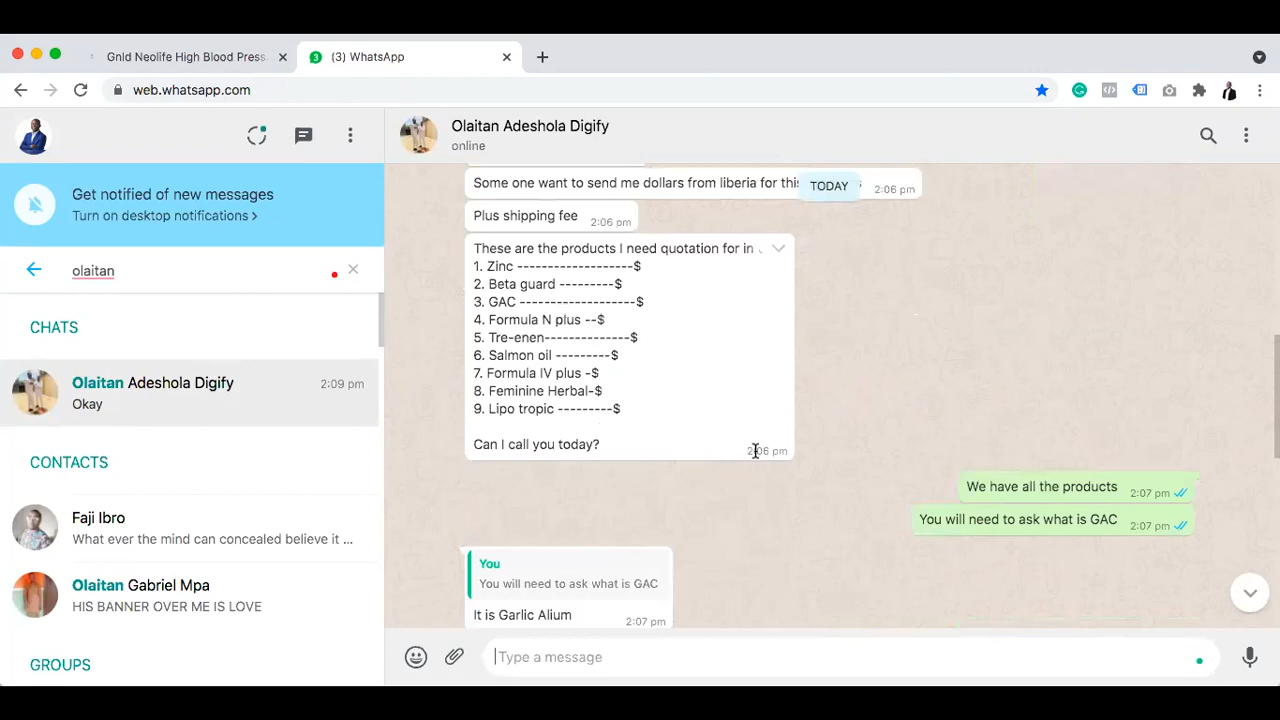 Gnld Neolife High Blood Press
(3) WhatsApp
web.whatsapp.com
Olaitan Adeshola Digify
online
Get notified of new messages
Turn on desktop notifications >
olaitan
CHATS
Olaitan Adeshola Digify
2:09 pm
Okay
CONTACTS
Faji Ibro
What ever the mind can concealed believe it ...
Olaitan Gabriel Mpa
HIS BANNER OVER ME IS LOVE
GROUPS
Some one want to send me dollars from liberia for this
TODAY
2:06 pm
Plus shipping fee 2:06 pm
These are the products I need quotation for in
1. Zinc -------------------$
2. Beta guard ---------$
3. GAC -------------------$
4. Formula N plus --$
5. Tre-enen--------------$
6. Salmon oil ---------$
7. Formula IV plus -$
8. Feminine Herbal-$
9. Lipo tropic ---------$
Can I call you today?
2:06 pm
We have all the products 2:07 pm
You will need to ask what is GAC 2:07 pm
You
You will need to ask what is GAC
It is Garlic Alium
2:07 pm
Type a message